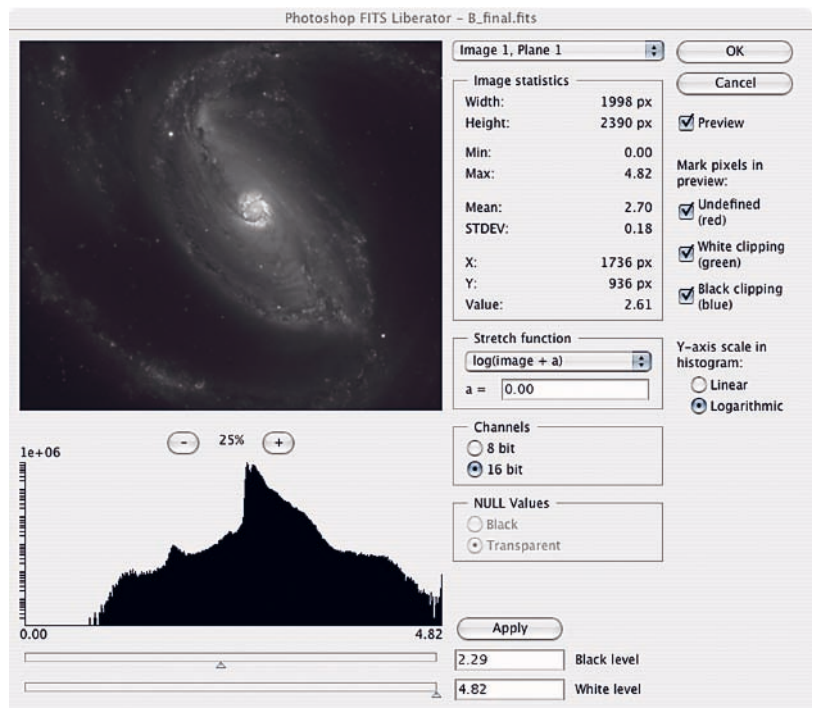 Photoshop FITS Liberator – B_final.fits
Image 1, Plane 1
OK
Cancel
Image statistics
Width: 1998 px
Height: 2390 px
Min: 0.00
Max: 4.82
Mean: 2.70
STDEV: 0.18
X: 1736 px
Y: 936 px
Value: 2.61
Preview
Mark pixels in
preview:
Undefined
(red)
White clipping
(green)
Black clipping
(blue)
Stretch function
log(image + a)
a = 0.00
Y-axis scale in
histogram:
Linear
Logarithmic
Channels
8 bit
16 bit
NULL Values
Black
Transparent
- 25% +
1e+06
0.00 4.82
Apply
2.29 Black level
4.82 White level